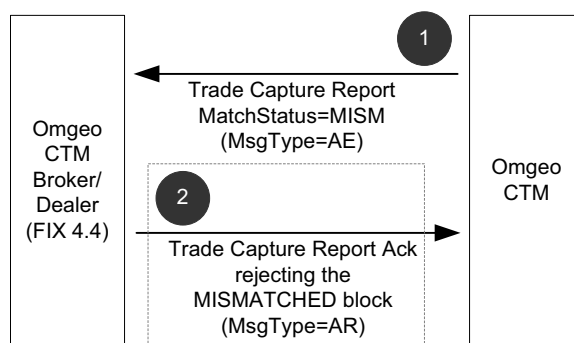 1
Trade Capture Report
MatchStatus=MISM
(MsgType=AE)
Omgeo
CTM
Broker/
Dealer
(FIX 4.4)
Omgeo
CTM
2
Trade Capture Report Ack
rejecting the
MISMATCHED block
(MsgType=AR)